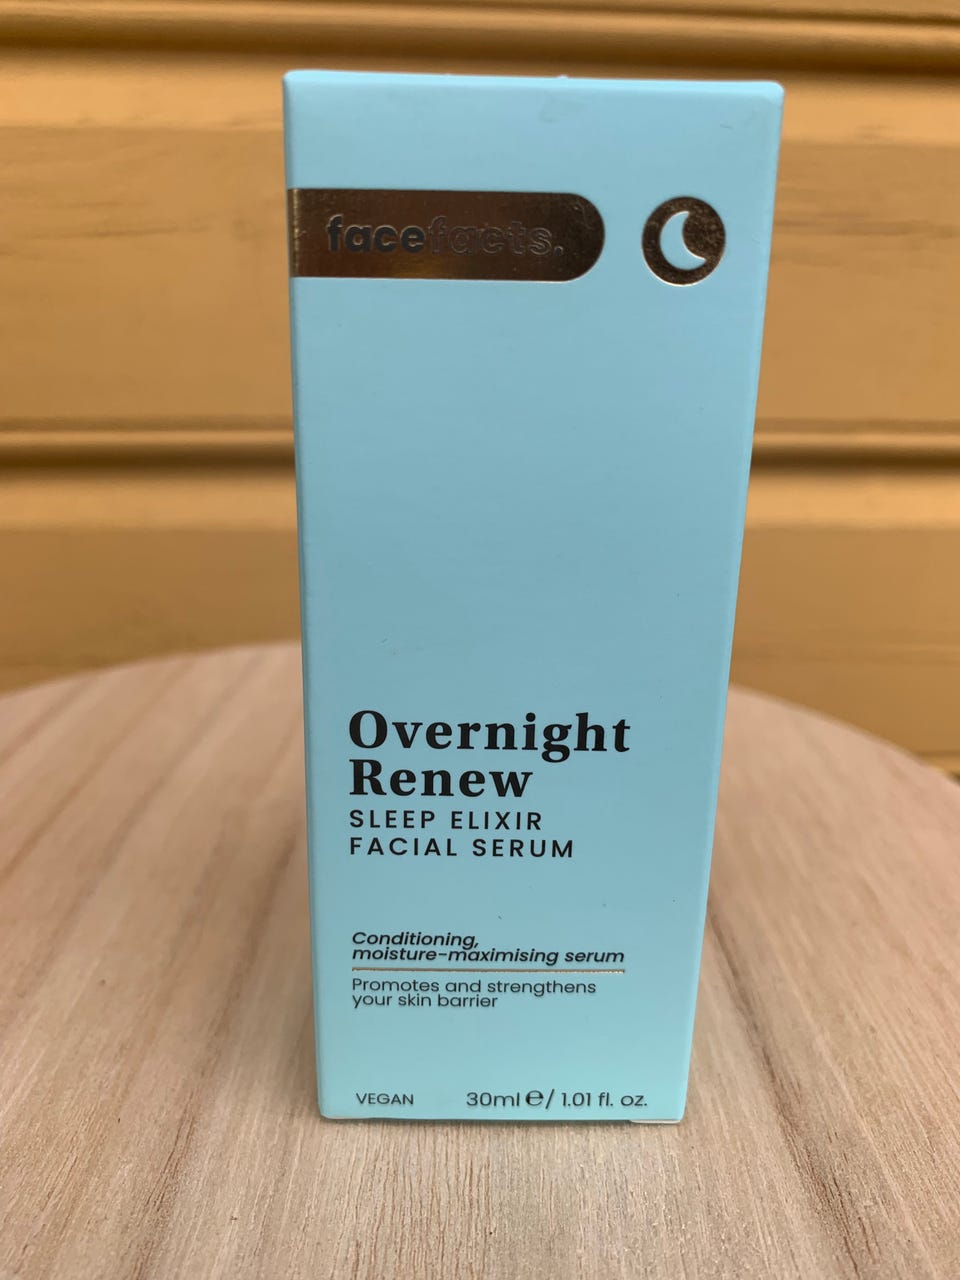 facefacts.
Overnight
Renew
SLEEP ELIXIR
FACIAL SERUM
Conditioning,
moisture-maximising serum
Promotes and strengthens
your skin barrier
VEGAN 30ml ℮ / 1.01 fl. oz.